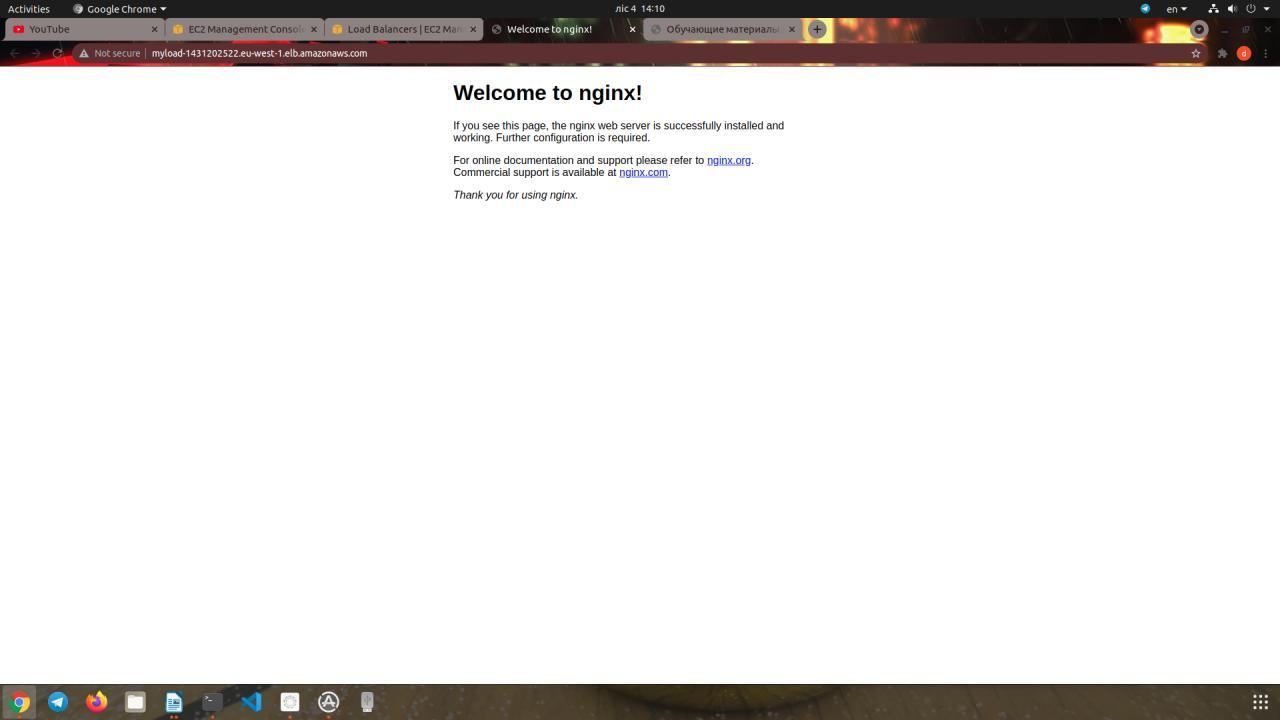 Activities Google Chrome ліс 4 14:10 en
YouTube EC2 Management Consol Load Balancers | EC2 Man Welcome to nginx! Обучающие материалы
Not secure myload-1431202522.eu-west-1.elb.amazonaws.com d
Welcome to nginx!
If you see this page, the nginx web server is successfully installed and
working. Further configuration is required.
For online documentation and support please refer to nginx.org.
Commercial support is available at nginx.com.
Thank you for using nginx.